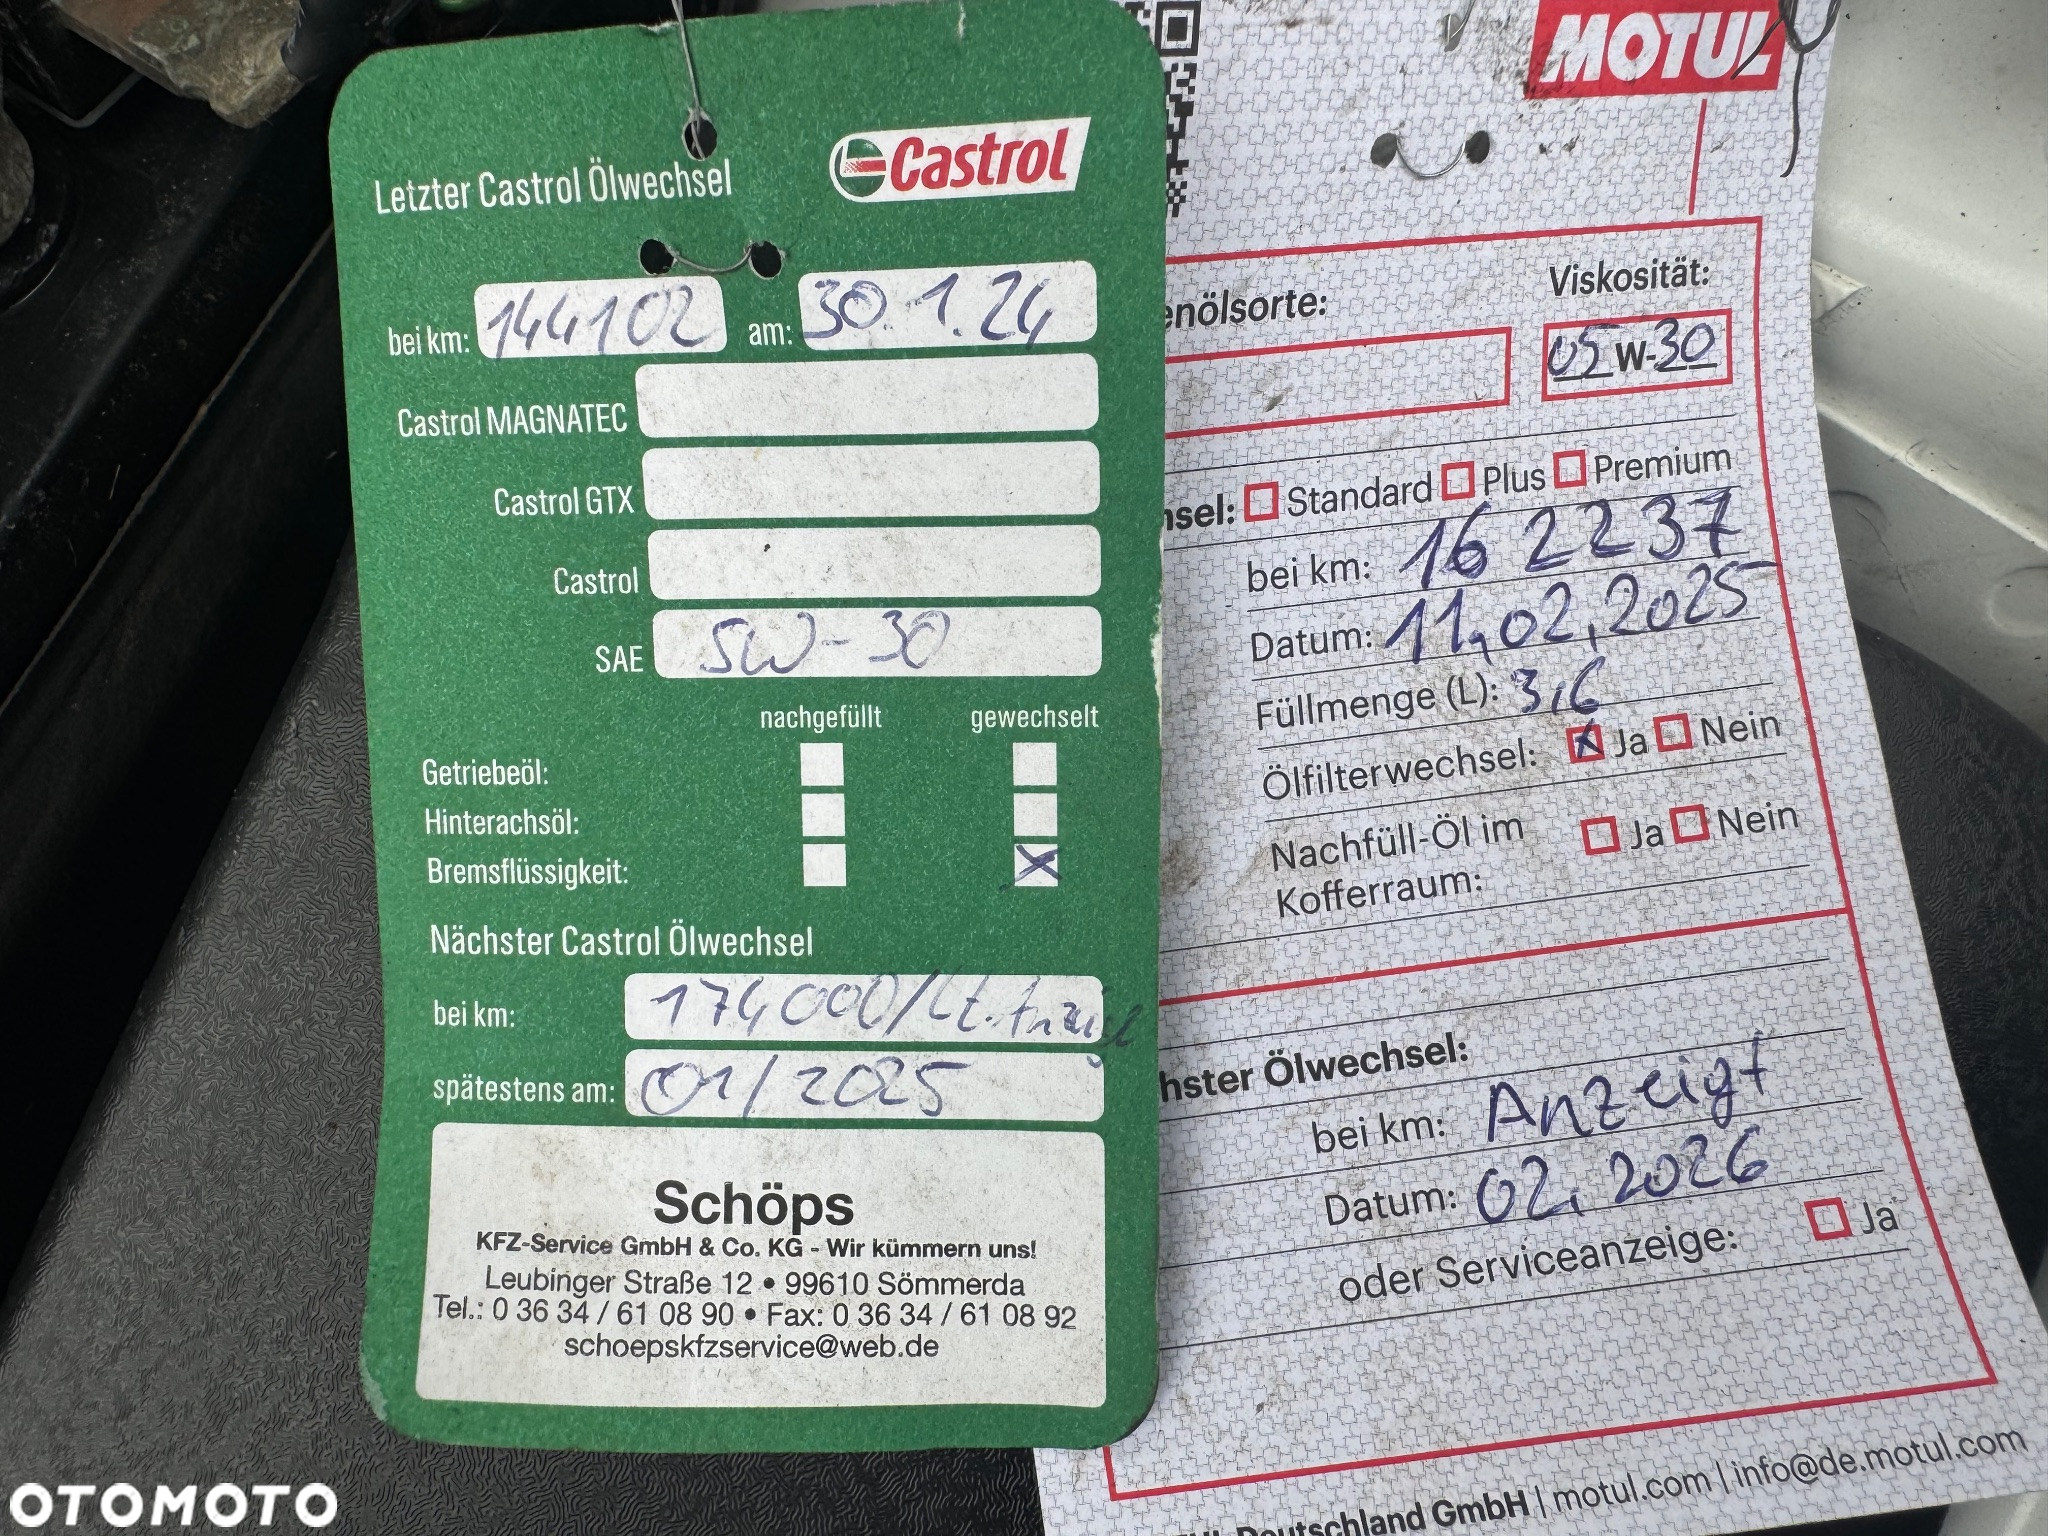 Letzter Castrol Ölwechsel
Castrol
bei km: 144102 am: 30.1.24
Castrol MAGNATEC
Castrol GTX
Castrol
SAE 5W-30
nachgefüllt gewechselt
Getriebeöl:
Hinterachsöl:
Bremsflüssigkeit: X
Nächster Castrol Ölwechsel
bei km: 174000/Lt.
spätestens am: 01/2025
Schöps
KFZ-Service GmbH & Co. KG - Wir kümmern uns!
Leubinger Straße 12 • 99610 Sömmerda
Tel.: 0 36 34 / 61 08 90 • Fax: 0 36 34 / 61 08 92
schoepskfzservice@web.de
MOTUL
enölsorte: Viskosität:
05 W-30
sel: Standard Plus Premium
bei km: 162237
Datum: 11.02.2025
Füllmenge (L): 3,6
Ölfilterwechsel: X Ja Nein
Nachfüll-Öl im Ja Nein
Kofferraum:
hster Ölwechsel:
bei km: Anzeigt
Datum: 02.2026
oder Serviceanzeige: Ja
Deutschland GmbH | motul.com | info@de.motul.com
OTOMOTO